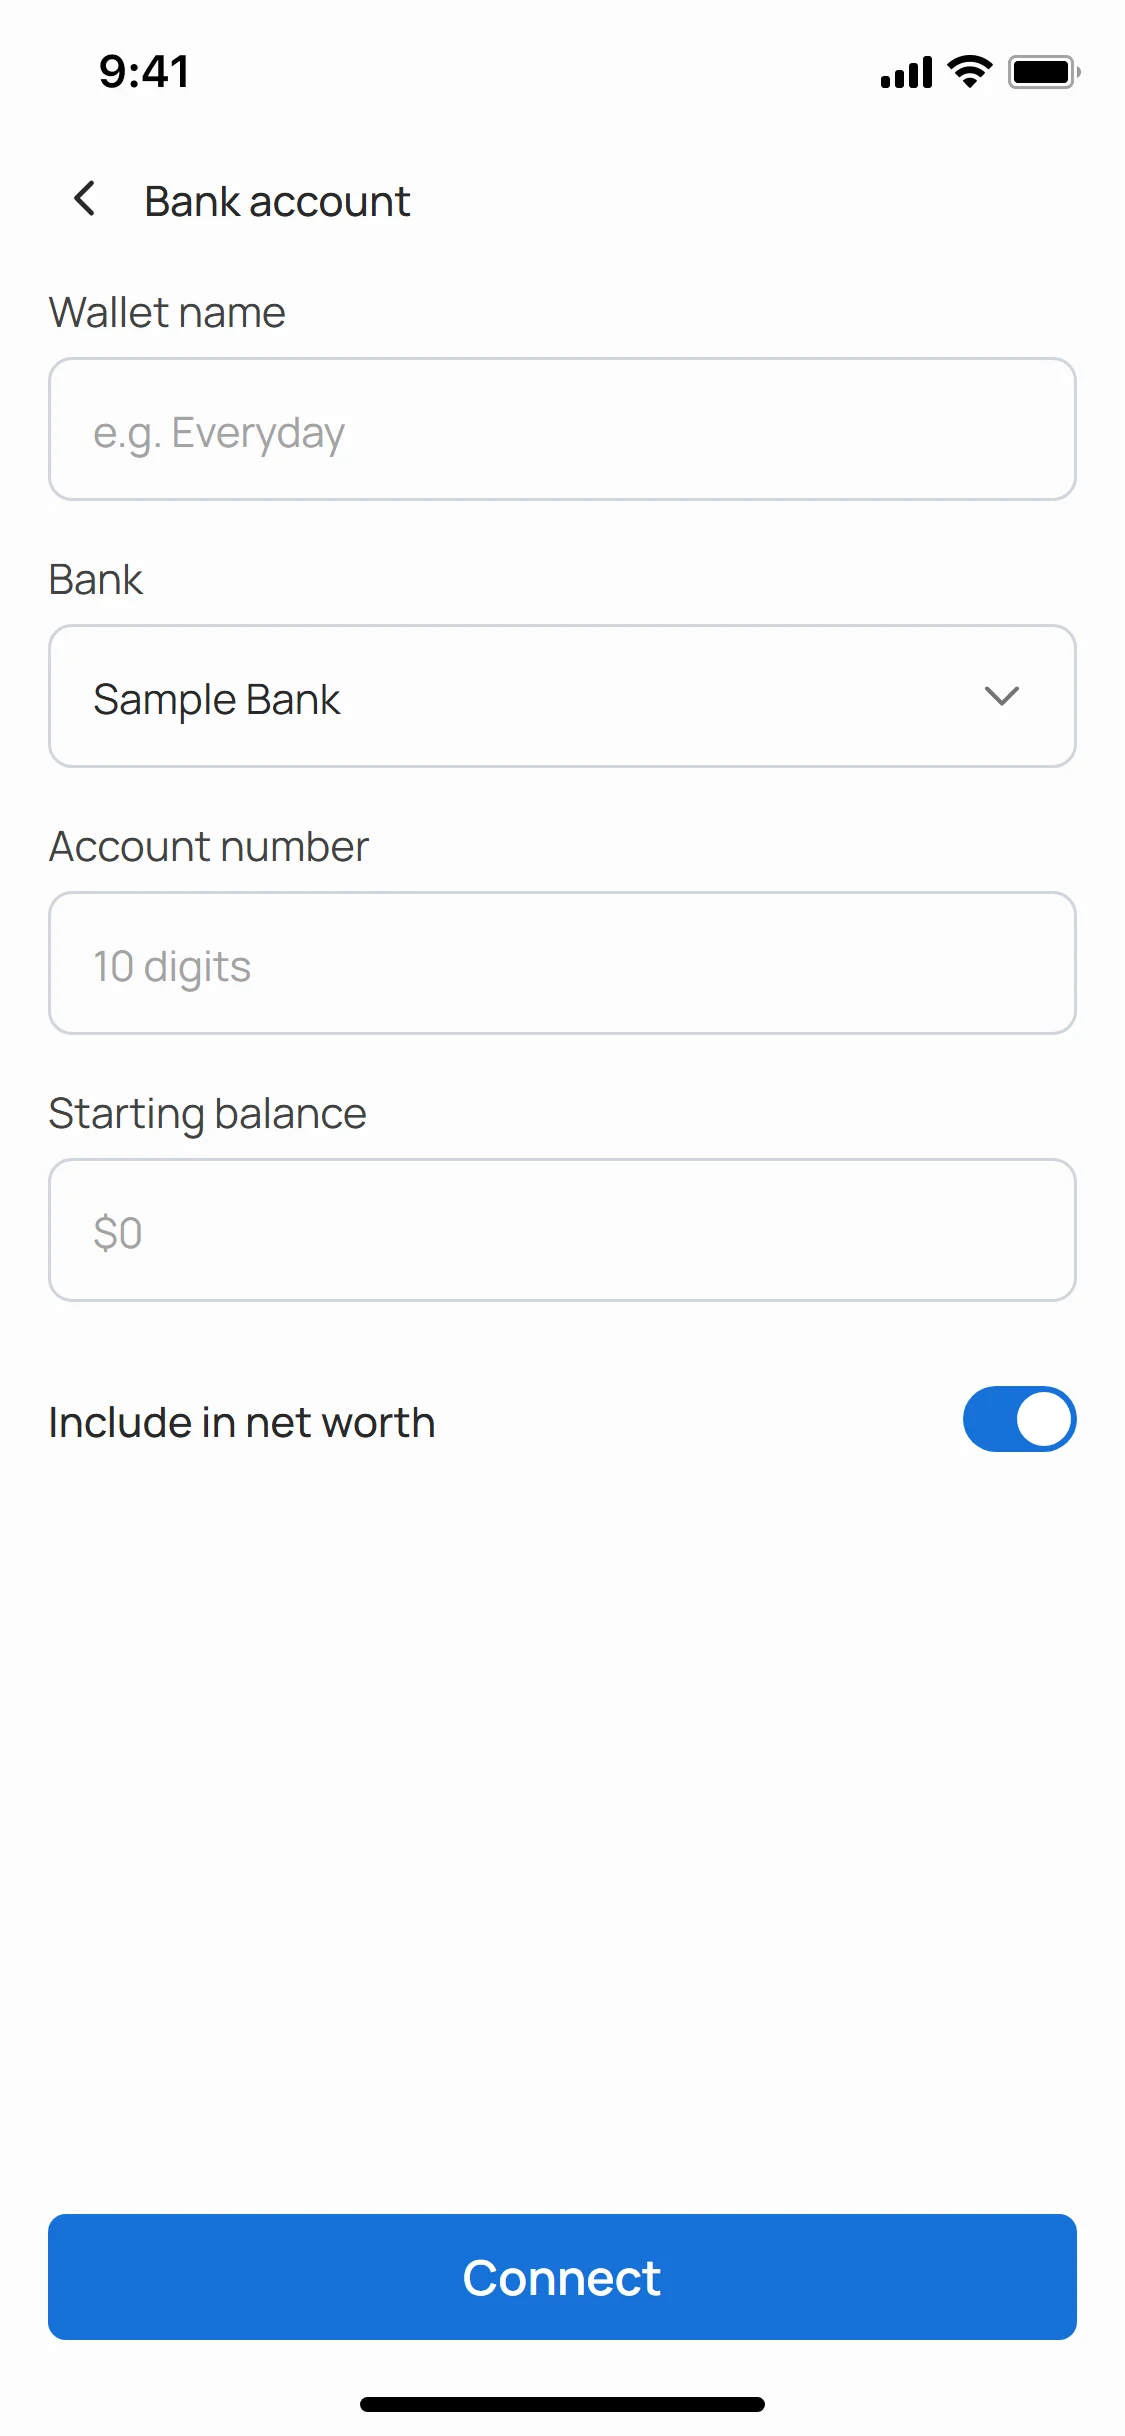 9:41
Bank account
Wallet name
e.g. Everyday
Bank
Sample Bank
Account number
10 digits
Starting balance
$0
Include in net worth
Connect